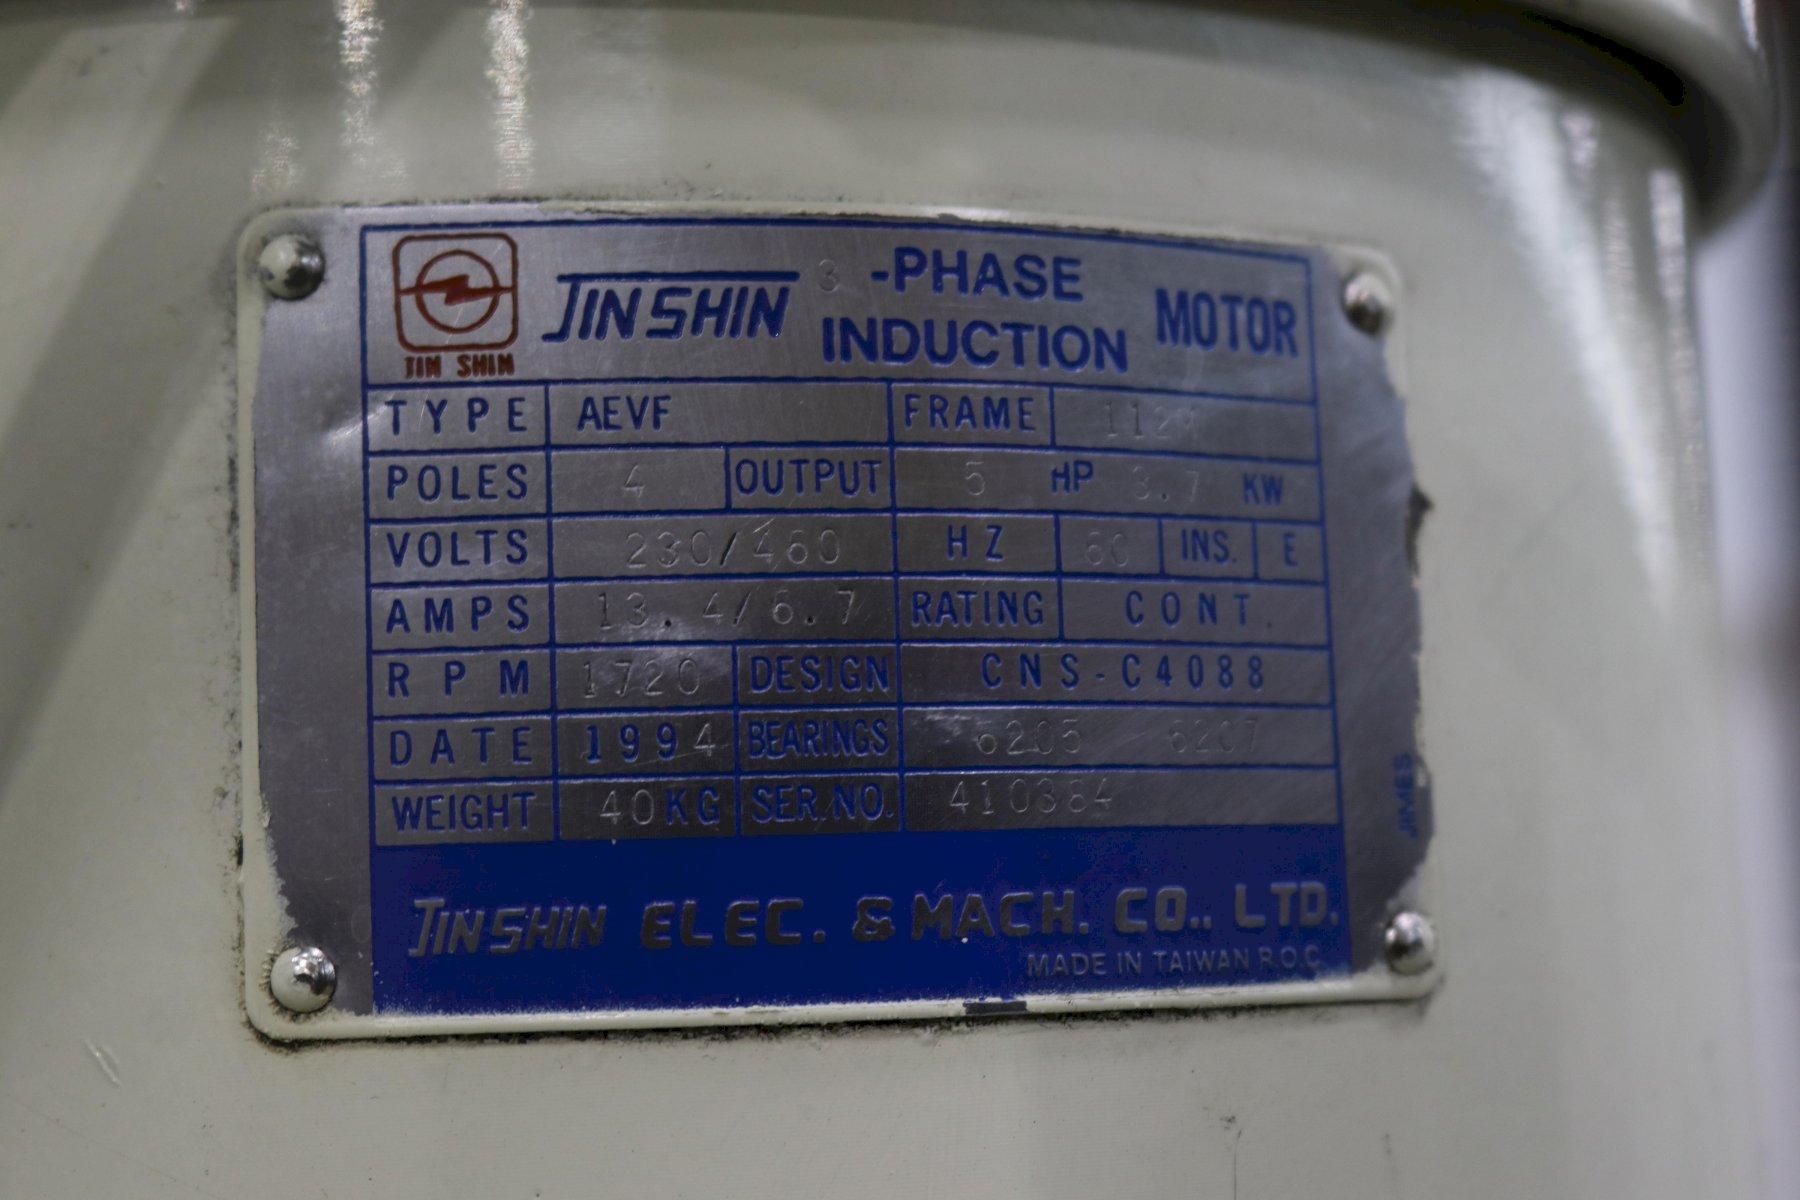 JIN SHIN
JINSHIN 3 -PHASE INDUCTION MOTOR
TYPE AEVF FRAME 112M
POLES 4 OUTPUT 5 HP 3.7 KW
VOLTS 230/460 HZ 60 INS. E
AMPS 13.4/6.7 RATING CONT.
RPM 1720 DESIGN CNS-C4088
DATE 1994 BEARINGS 6205 6207
WEIGHT 40KG SER.NO. 410384
JINSHIN ELEC. & MACH. CO.. LTD.
MADE IN TAIWAN R.O.C.
JIMES